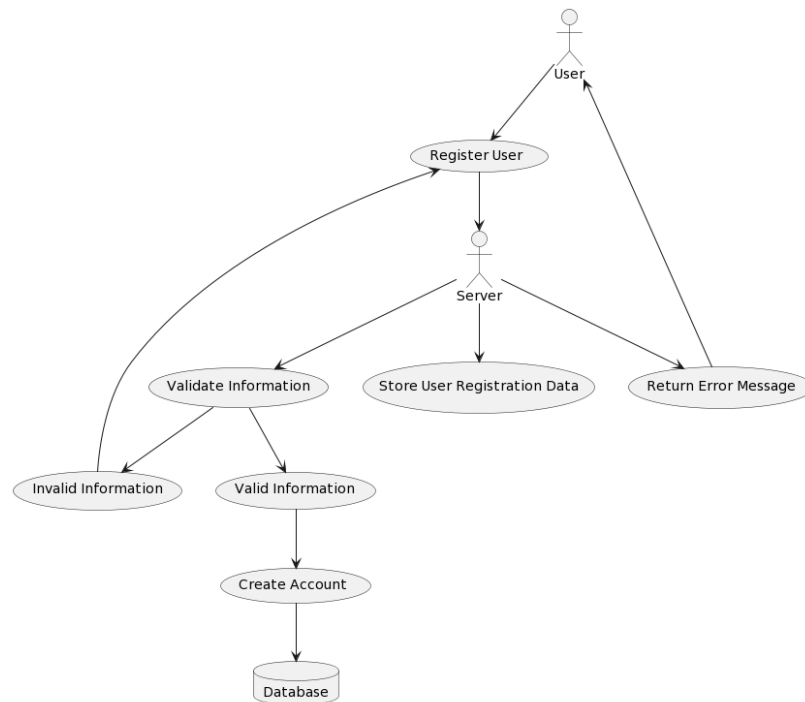 User
Register User
Server
Validate Information
Store User Registration Data
Return Error Message
Invalid Information
Valid Information
Create Account
Database